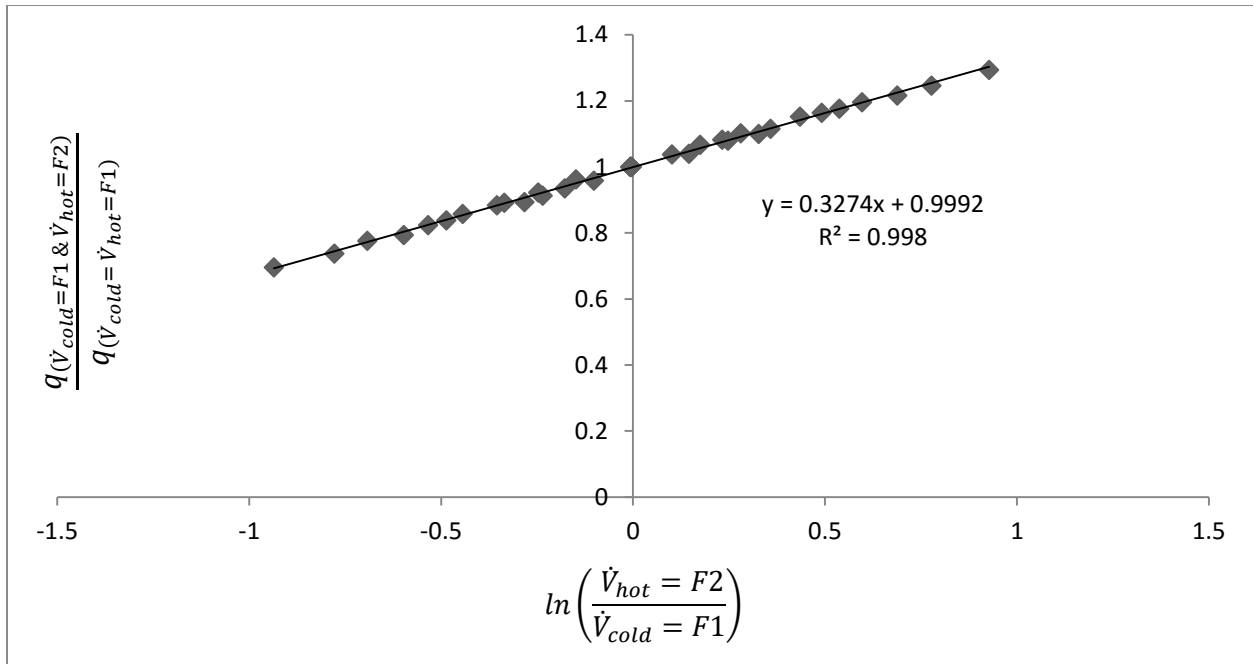 1.4
1.2
1
0.8
0.6
0.4
0.2
0
-1.5 -1 -0.5 0 0.5 1 1.5
y = 0.3274x + 0.9992
R² = 0.998
q(V̇cold=F1 & V̇hot=F2)
q(V̇cold= V̇hot=F1)
ln(V̇hot = F2
V̇cold = F1)